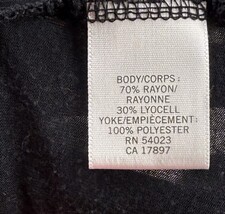 BODY/CORPS:
70% RAYON/
RAYONNE
30% LYOCELL
YOKE/EMPIÈCEMENT:
100% POLYESTER
RN 54023
CA 17897